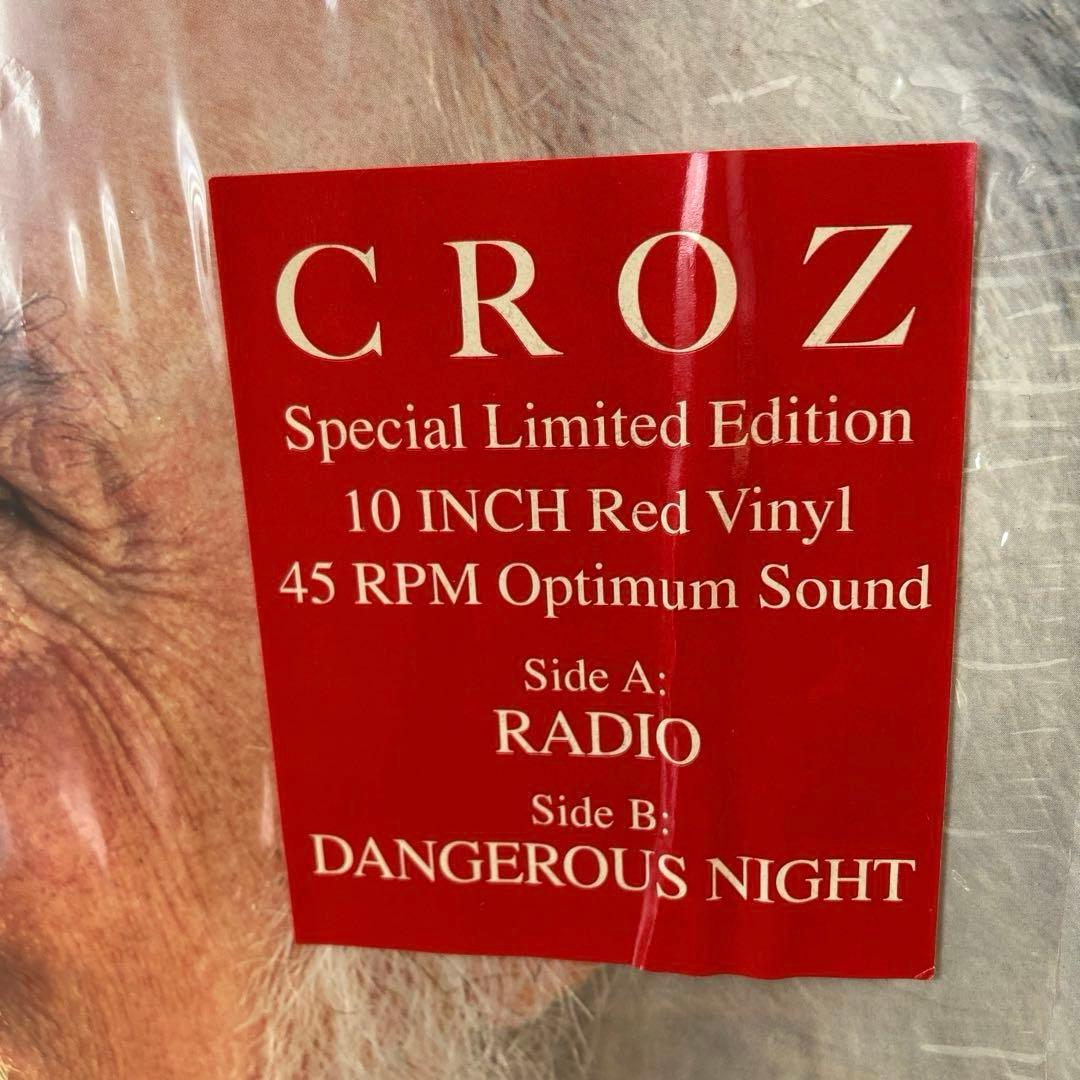 CROZ
Special Limited Edition
10 INCH Red Vinyl
45 RPM Optimum Sound
Side A:
RADIO
Side B:
DANGEROUS NIGHT